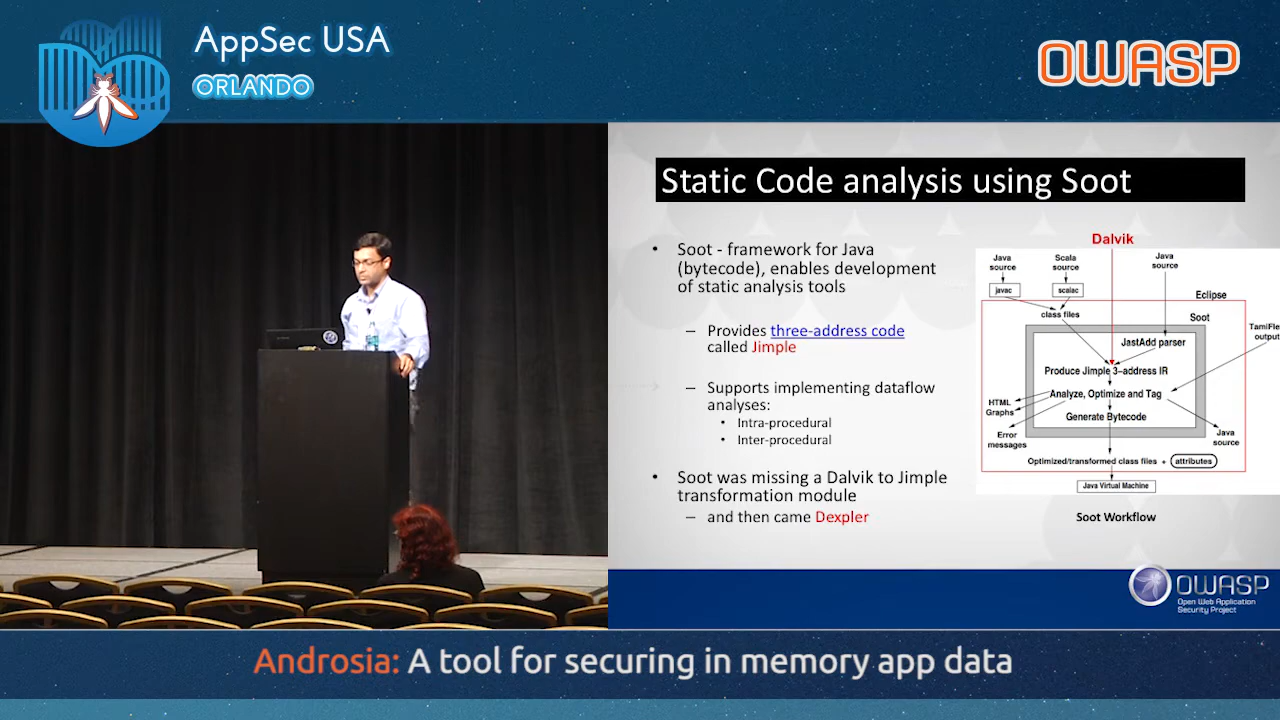 AppSec USA
ORLANDO
OWASP
Static Code analysis using Soot
• Soot - framework for Java
(bytecode), enables development
of static analysis tools
– Provides three-address code
called Jimple
– Supports implementing dataflow
analyses:
• Intra-procedural
• Inter-procedural
• Soot was missing a Dalvik to Jimple
transformation module
– and then came Dexpler
Dalvik
Java
source
Scala
source
Java
source
javac
scalac
Eclipse
class files
Soot
TamiFle
output
JastAdd parser
Produce Jimple 3–address IR
Analyze, Optimize and Tag
HTML
Graphs
Generate Bytecode
Error
messages
Java
source
Optimized/transformed class files + attributes
Java Virtual Machine
Soot Workflow
OWASP
Open Web Application
Security Project
Androsia: A tool for securing in memory app data